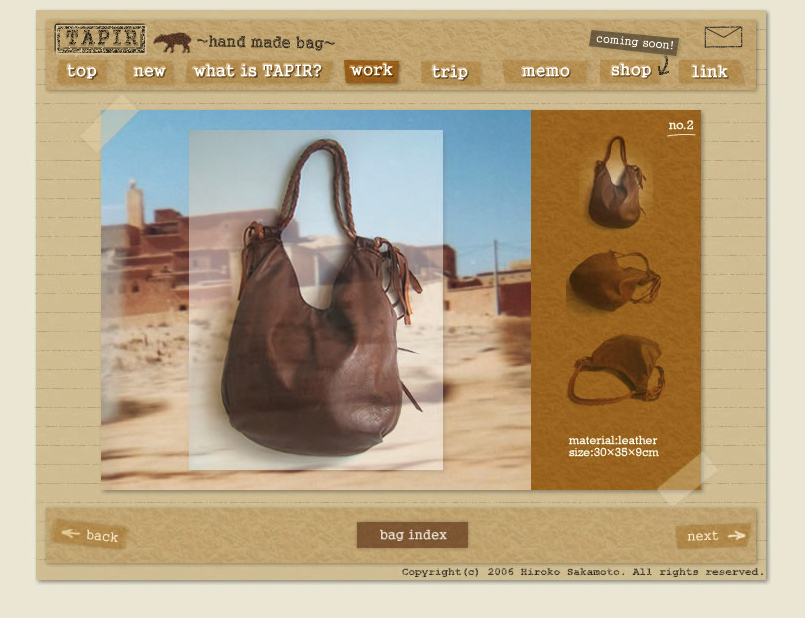 TAPIR
~hand made bag~
coming soon!
top
new
what is TAPIR?
work
trip
memo
shop
link
no.2
material:leather
size:30×35×9cm
back
bag index
next
Copyright(c) 2006 Hiroko Sakamoto. All rights reserved.